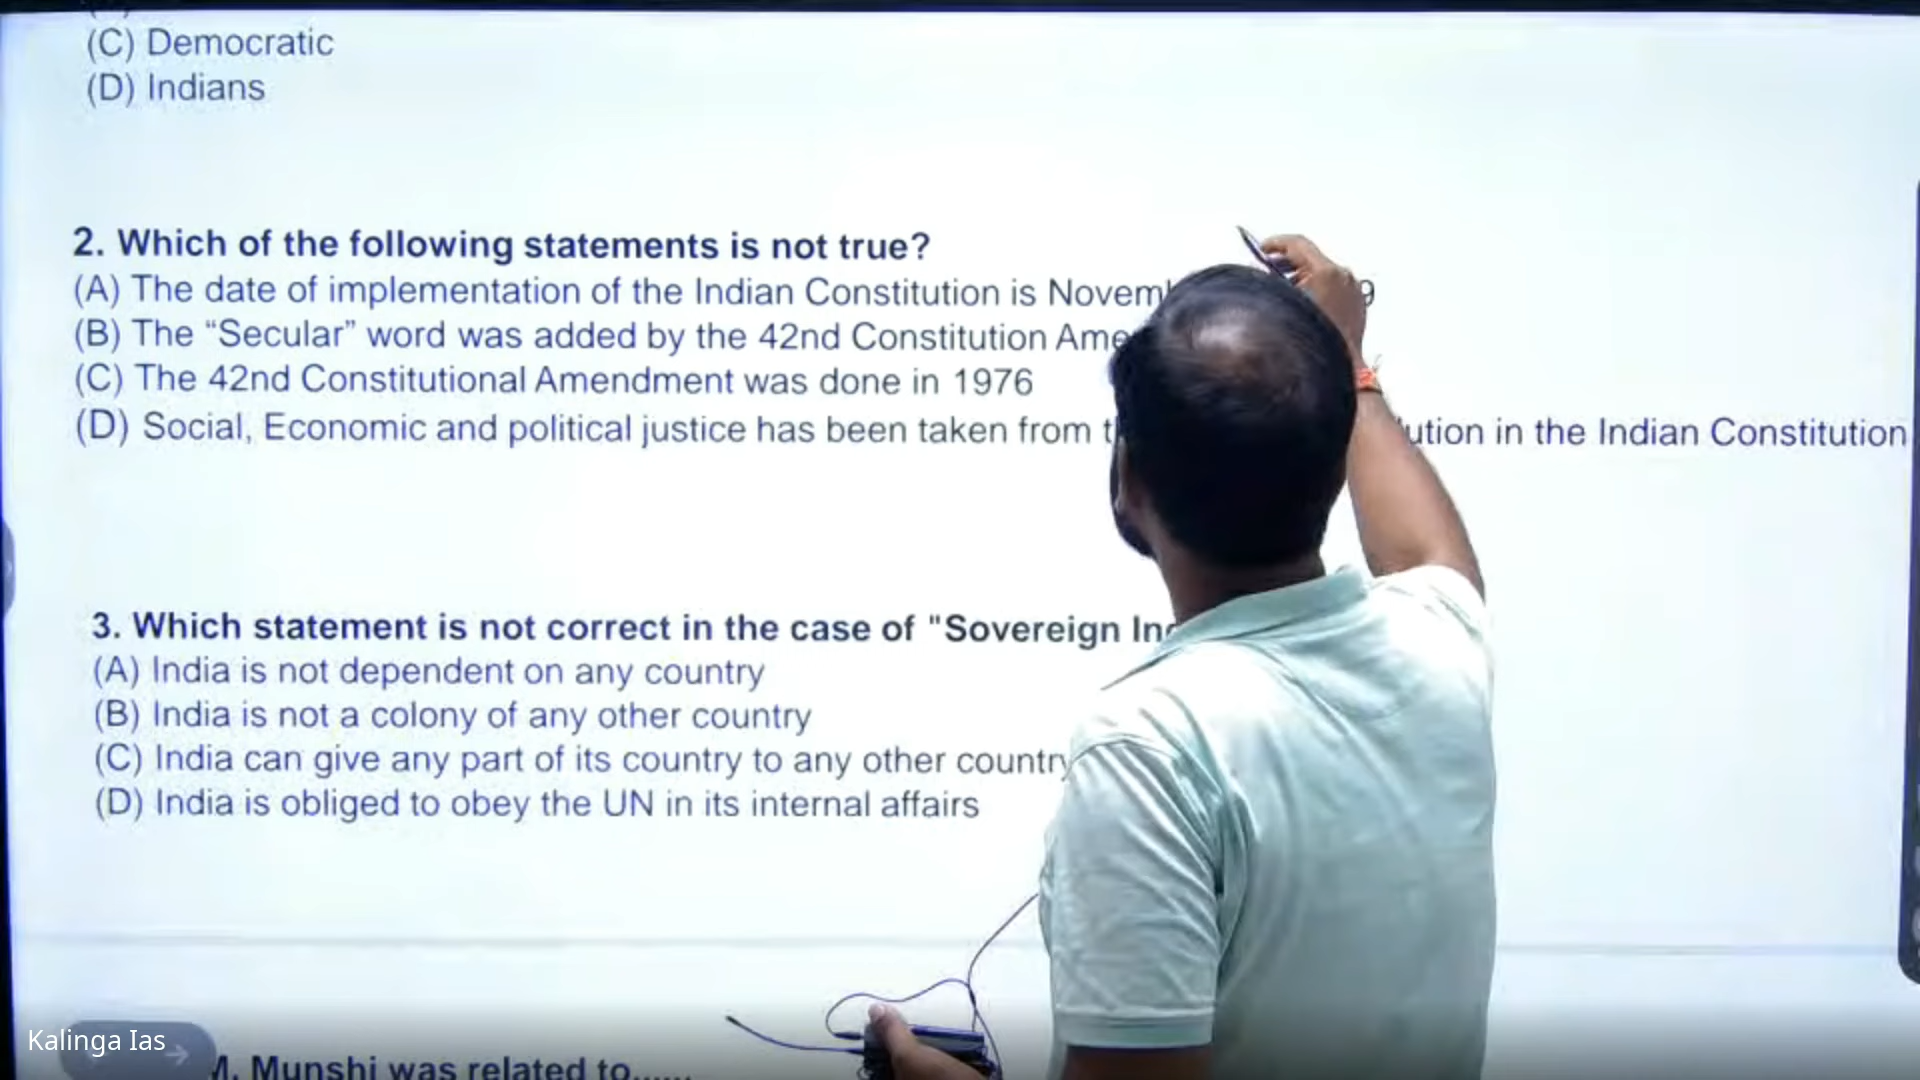 (C) Democratic
(D) Indians
2. Which of the following statements is not true?
(A) The date of implementation of the Indian Constitution is
(B) The “Secular” word was added by the 42nd Constitution
(C) The 42nd Constitutional Amendment was done in 1976
(D) Social, Economic and political justice has been taken from in the Indian Constitution
3. Which statement is not correct in the case of "Sovereign
(A) India is not dependent on any country
(B) India is not a colony of any other country
(C) India can give any part of its country to any other country
(D) India is obliged to obey the UN in its internal affairs
Kalinga Ias
Munshi was related to......